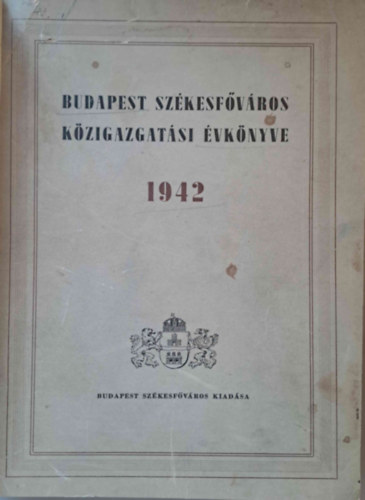 BUDAPEST SZÉKESFŐVÁROS
KÖZIGAZGATÁSI ÉVKÖNYVE
1942
BUDAPEST SZÉKESFŐVÁROS KIADÁSA